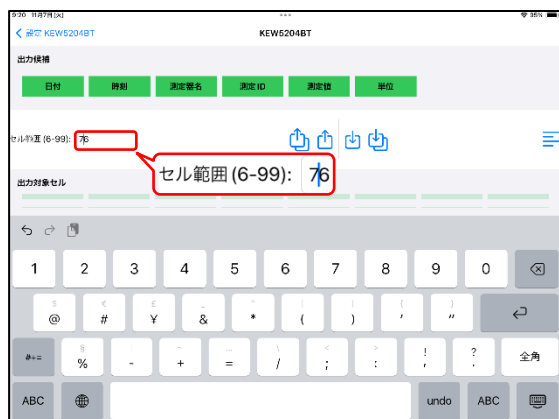 9:20 11月7日(火)
95%
設定 KEW5204BT
KEW5204BT
出力候補
日付 時刻 測定器名 測定ID 測定値 単位
セル範囲 (6-99): 76
セル範囲 (6-99): 76
出力対象セル
1 2 3 4 5 6 7 8 9 0
@ # ¥ & * ( ) ' "
#+= % - + = / ; : ! , ? . 全角
ABC undo ABC